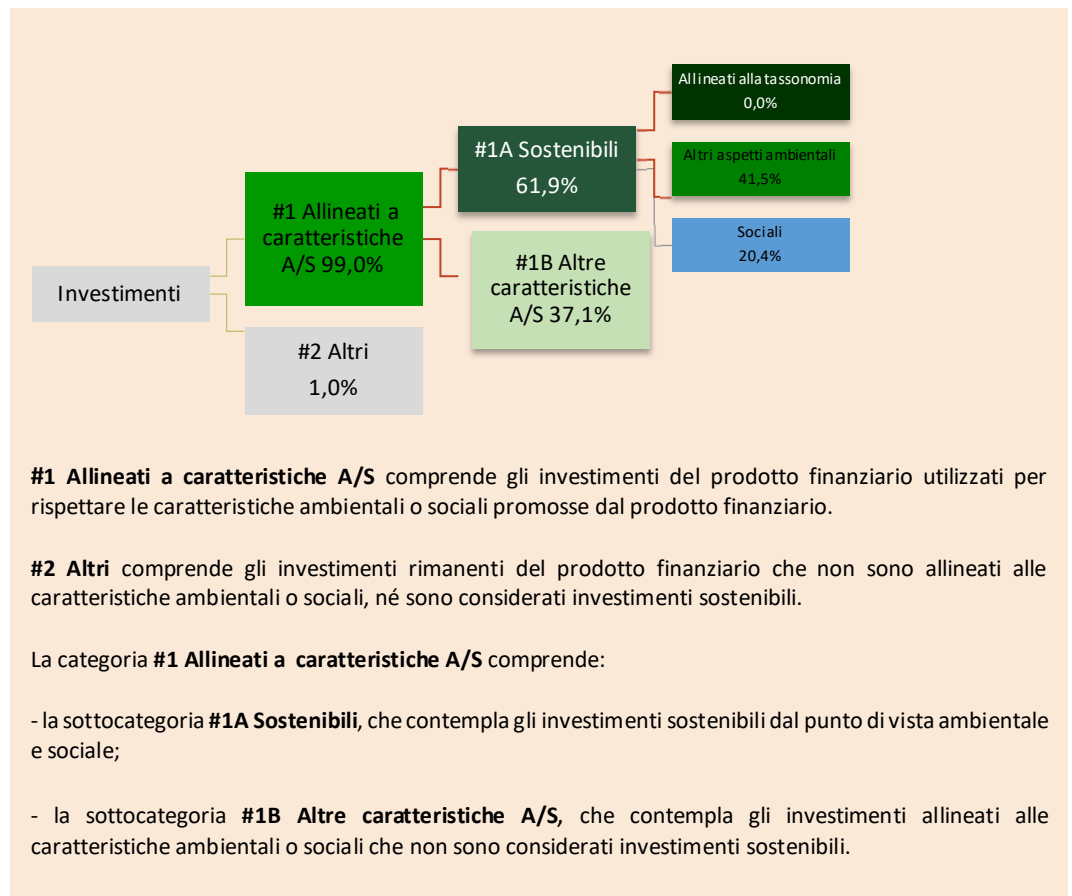 Allineati alla tassonomia
0,0%
#1A Sostenibili
61,9%
Altri aspetti ambientali
41,5%
#1 Allineati a
caratteristiche
A/S 99,0%
Sociali
20,4%
#1B Altre
caratteristiche
A/S 37,1%
Investimenti
#2 Altri
1,0%
#1 Allineati a caratteristiche A/S comprende gli investimenti del prodotto finanziario utilizzati per
rispettare le caratteristiche ambientali o sociali promosse dal prodotto finanziario.
#2 Altri comprende gli investimenti rimanenti del prodotto finanziario che non sono allineati alle
caratteristiche ambientali o sociali, né sono considerati investimenti sostenibili.
La categoria #1 Allineati a caratteristiche A/S comprende:
- la sottocategoria #1A Sostenibili, che contempla gli investimenti sostenibili dal punto di vista ambientale
e sociale;
- la sottocategoria #1B Altre caratteristiche A/S, che contempla gli investimenti allineati alle
caratteristiche ambientali o sociali che non sono considerati investimenti sostenibili.